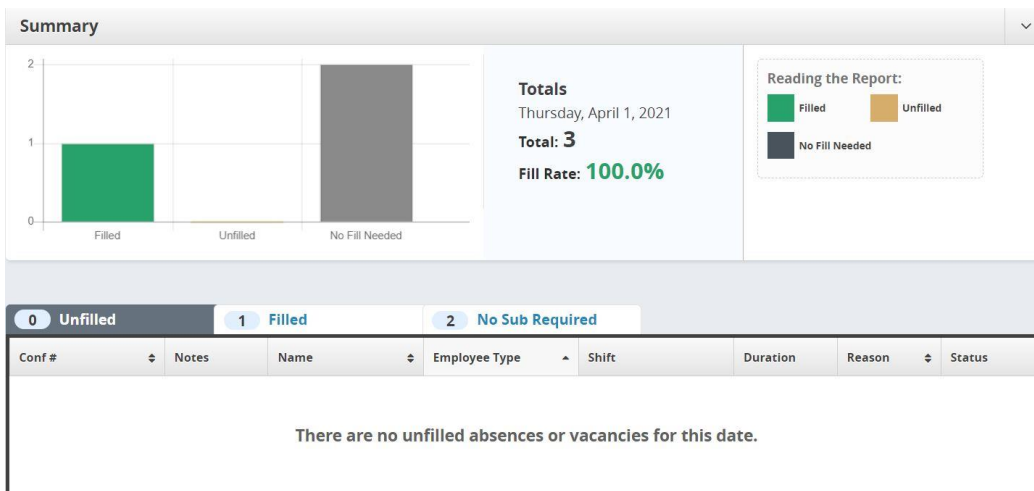 Summary
2
1
0
Filled
Unfilled
No Fill Needed
Totals
Thursday, April 1, 2021
Total: 3
Fill Rate: 100.0%
Reading the Report:
Filled
Unfilled
No Fill Needed
0 Unfilled
1 Filled
2 No Sub Required
Conf # Notes Name Employee Type Shift Duration Reason Status
There are no unfilled absences or vacancies for this date.